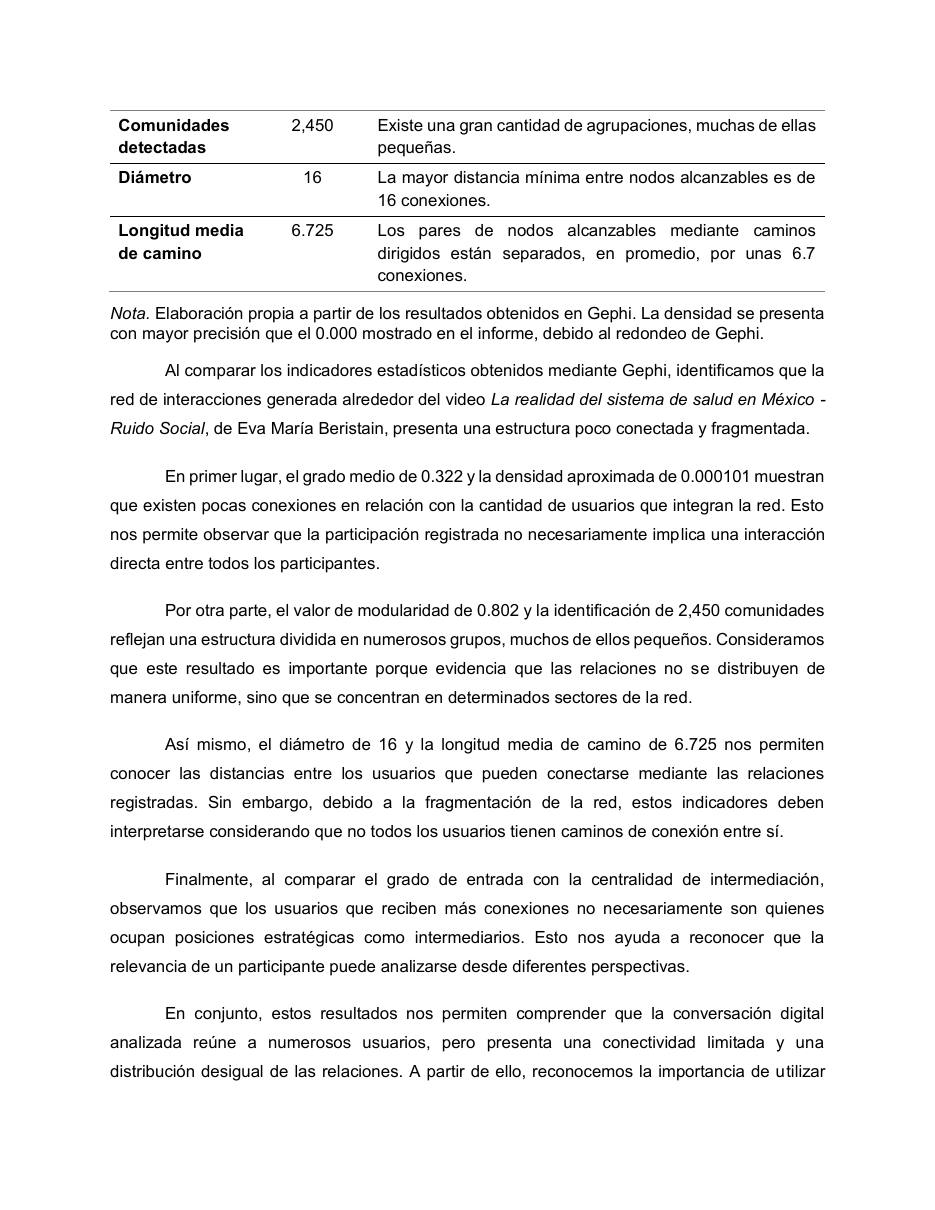 Comunidades 2,450 Existe una gran cantidad de agrupaciones, muchas de ellas
detectadas pequeñas.
Diámetro 16 La mayor distancia mínima entre nodos alcanzables es de
16 conexiones.
Longitud media 6.725 Los pares de nodos alcanzables mediante caminos
de camino dirigidos están separados, en promedio, por unas 6.7
conexiones.
Nota. Elaboración propia a partir de los resultados obtenidos en Gephi. La densidad se presenta
con mayor precisión que el 0.000 mostrado en el informe, debido al redondeo de Gephi.
Al comparar los indicadores estadísticos obtenidos mediante Gephi, identificamos que la
red de interacciones generada alrededor del video La realidad del sistema de salud en México -
Ruido Social, de Eva María Beristain, presenta una estructura poco conectada y fragmentada.
En primer lugar, el grado medio de 0.322 y la densidad aproximada de 0.000101 muestran
que existen pocas conexiones en relación con la cantidad de usuarios que integran la red. Esto
nos permite observar que la participación registrada no necesariamente implica una interacción
directa entre todos los participantes.
Por otra parte, el valor de modularidad de 0.802 y la identificación de 2,450 comunidades
reflejan una estructura dividida en numerosos grupos, muchos de ellos pequeños. Consideramos
que este resultado es importante porque evidencia que las relaciones no se distribuyen de
manera uniforme, sino que se concentran en determinados sectores de la red.
Así mismo, el diámetro de 16 y la longitud media de camino de 6.725 nos permiten
conocer las distancias entre los usuarios que pueden conectarse mediante las relaciones
registradas. Sin embargo, debido a la fragmentación de la red, estos indicadores deben
interpretarse considerando que no todos los usuarios tienen caminos de conexión entre sí.
Finalmente, al comparar el grado de entrada con la centralidad de intermediación,
observamos que los usuarios que reciben más conexiones no necesariamente son quienes
ocupan posiciones estratégicas como intermediarios. Esto nos ayuda a reconocer que la
relevancia de un participante puede analizarse desde diferentes perspectivas.
En conjunto, estos resultados nos permiten comprender que la conversación digital
analizada reúne a numerosos usuarios, pero presenta una conectividad limitada y una
distribución desigual de las relaciones. A partir de ello, reconocemos la importancia de utilizar